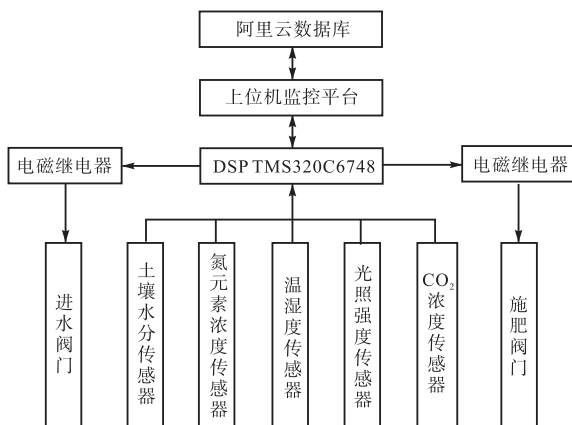 阿里云数据库
上位机监控平台
电磁继电器
DSP TMS320C6748
电磁继电器
进水阀门
土壤水分传感器
氮元素浓度传感器
温湿度传感器
光照强度传感器
CO₂浓度传感器
施肥阀门